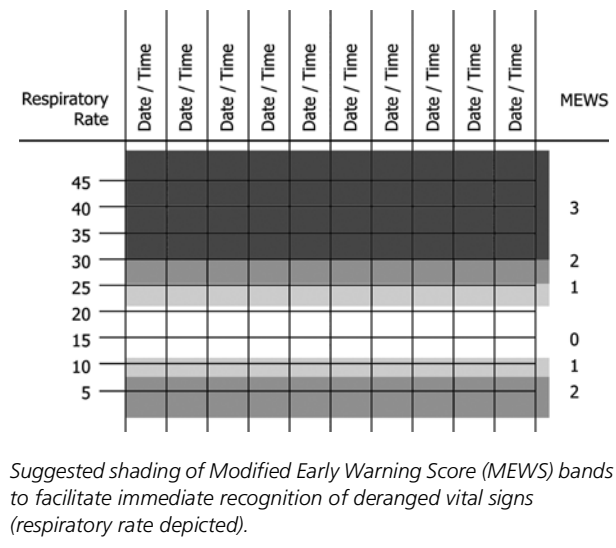 Respiratory
Rate
Date / Time
Date / Time
Date / Time
Date / Time
Date / Time
Date / Time
Date / Time
Date / Time
Date / Time
Date / Time
MEWS
45
40
35
30
25
20
15
10
5
3
2
1
0
1
2
Suggested shading of Modified Early Warning Score (MEWS) bands
to facilitate immediate recognition of deranged vital signs
(respiratory rate depicted).